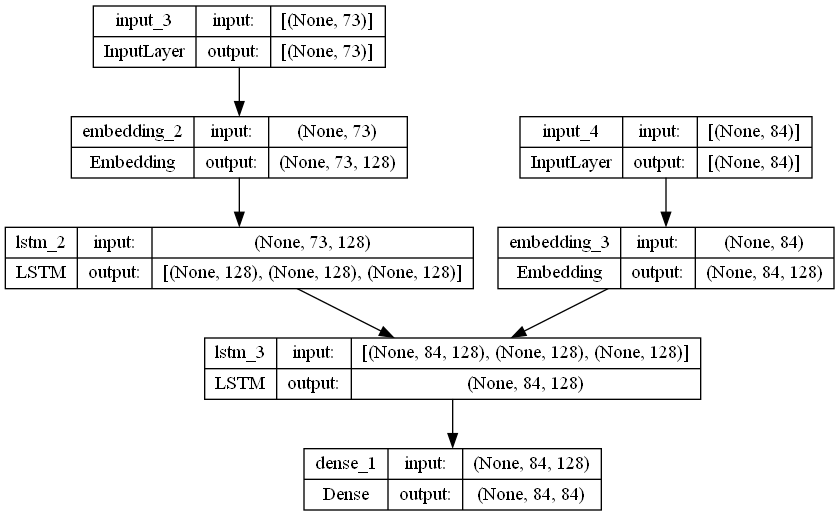 input_3 input: [(None, 73)]
InputLayer output: [(None, 73)]
embedding_2 input: (None, 73)
Embedding output: (None, 73, 128)
input_4 input: [(None, 84)]
InputLayer output: [(None, 84)]
lstm_2 input: (None, 73, 128)
LSTM output: [(None, 128), (None, 128), (None, 128)]
embedding_3 input: (None, 84)
Embedding output: (None, 84, 128)
lstm_3 input: [(None, 84, 128), (None, 128), (None, 128)]
LSTM output: (None, 84, 128)
dense_1 input: (None, 84, 128)
Dense output: (None, 84, 84)